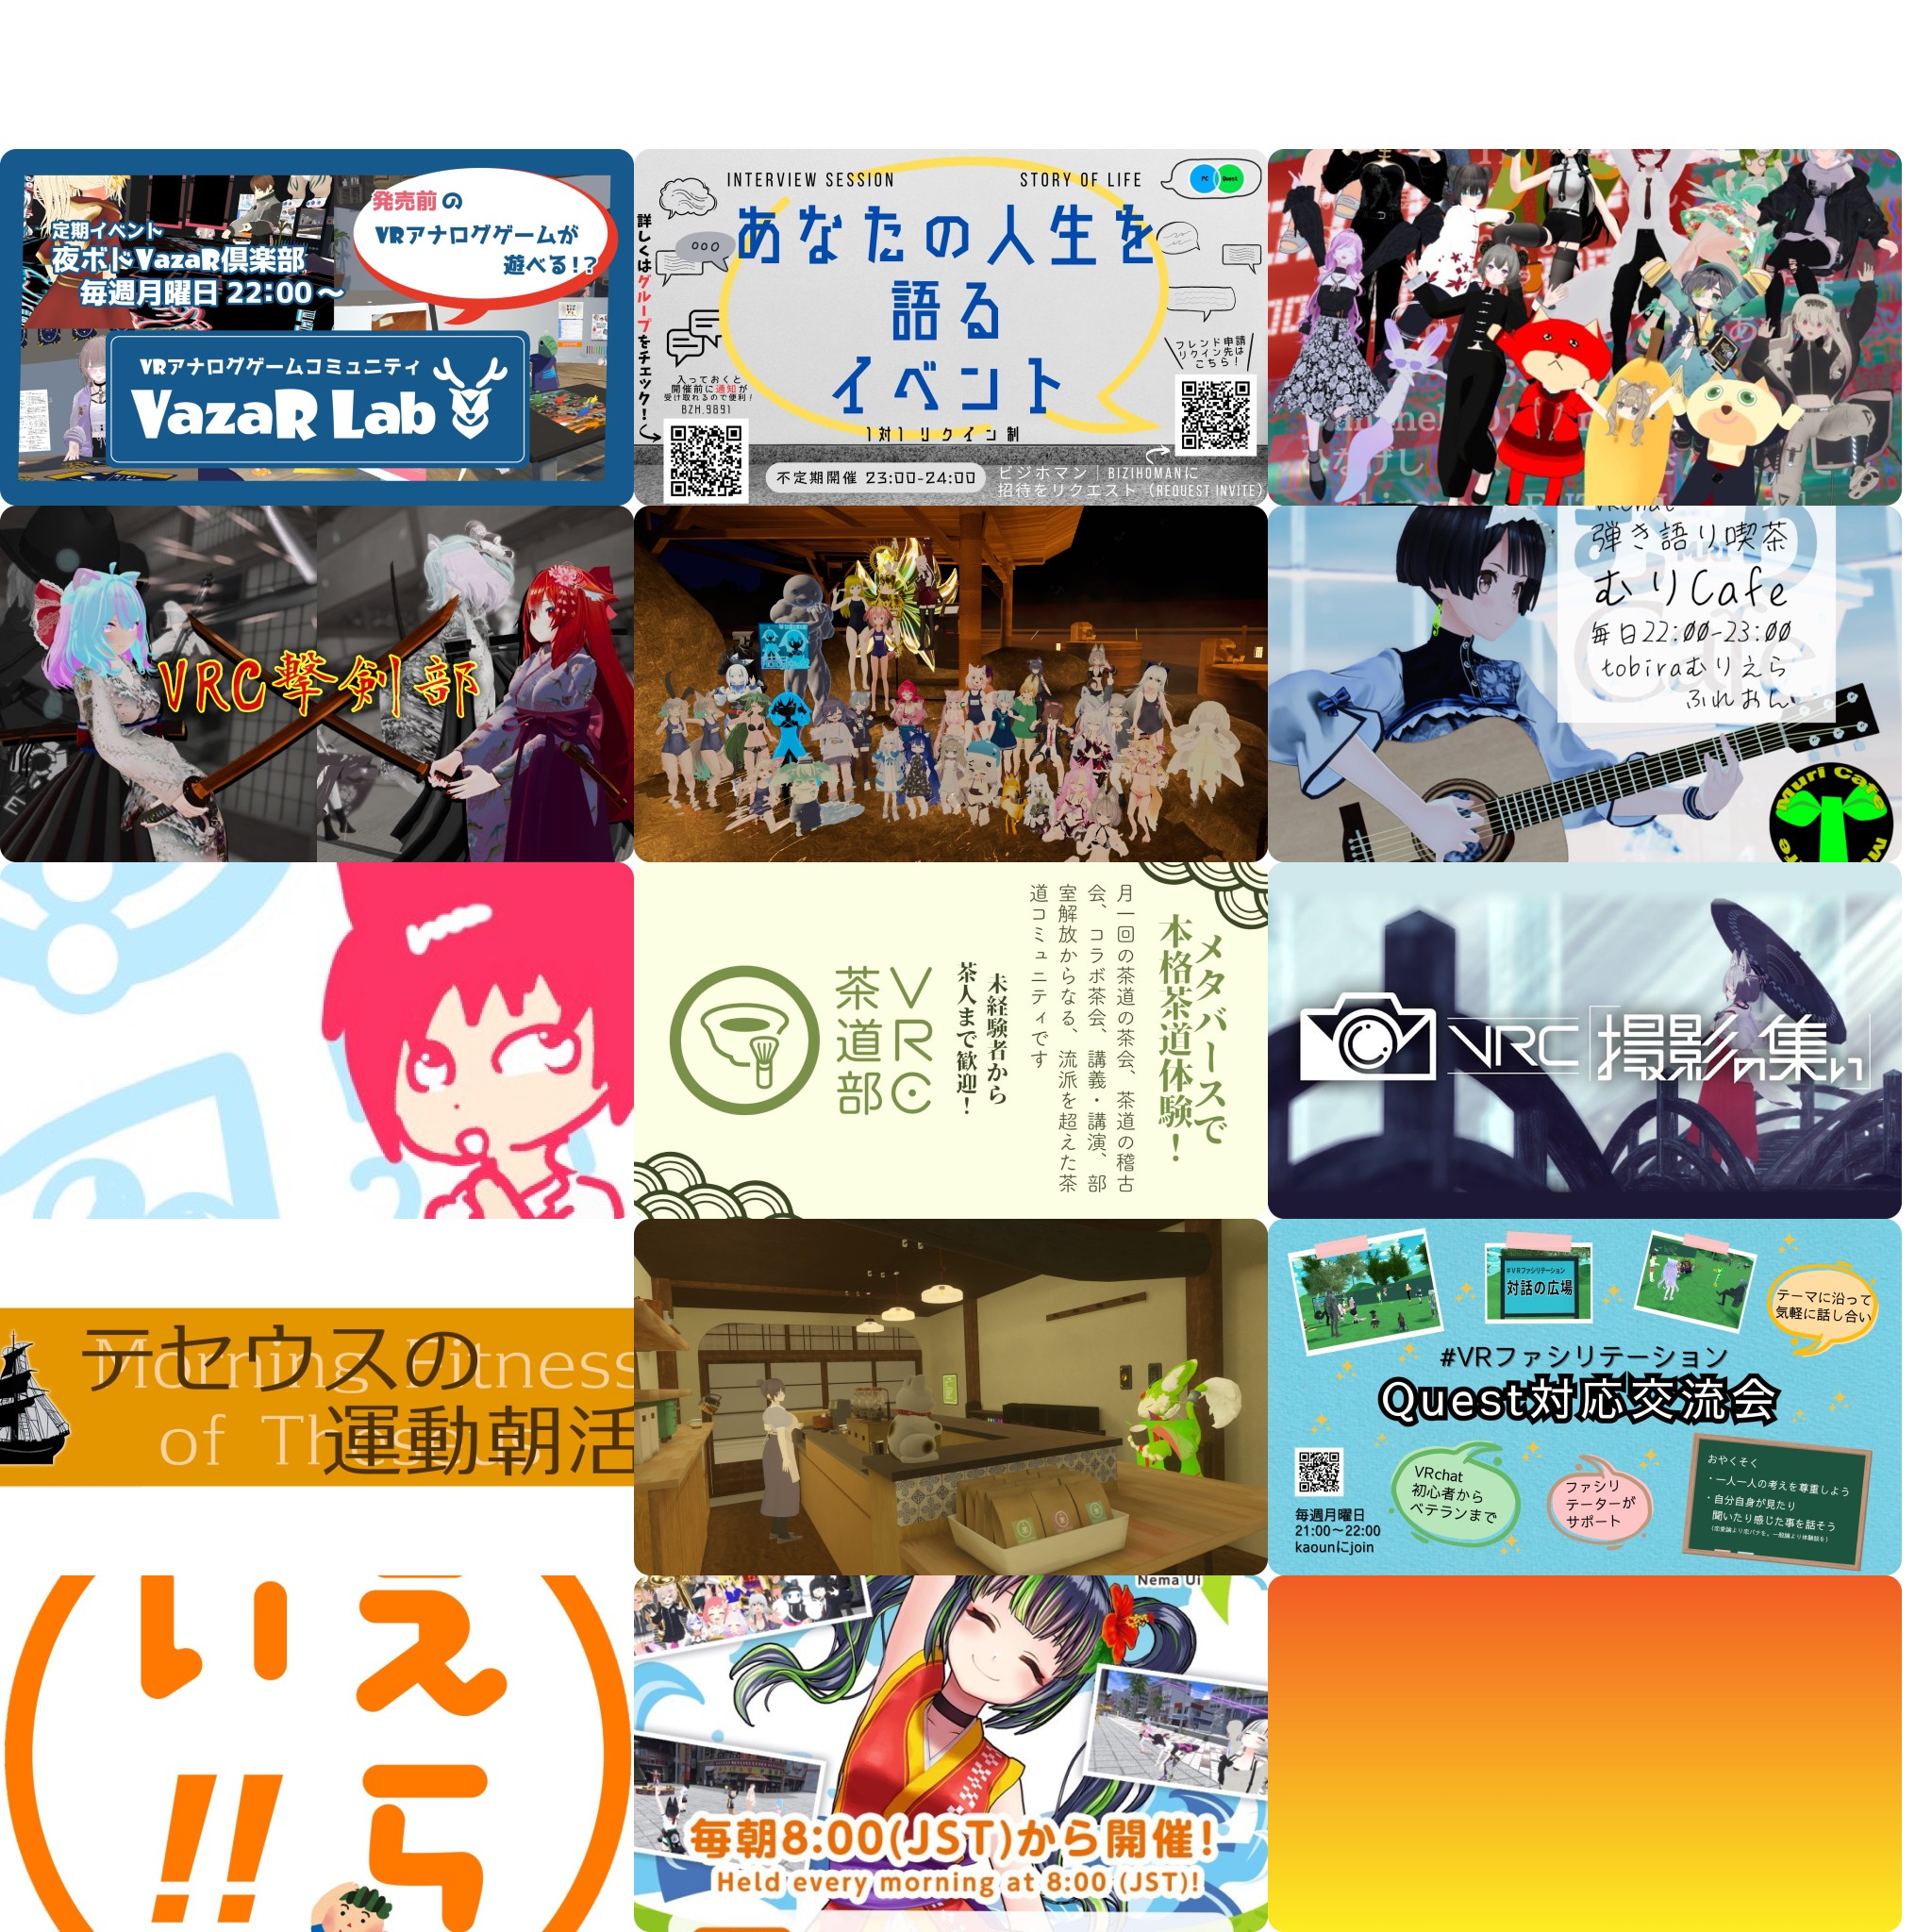 発売前の
VRアナログゲームが
遊べる!?
定期イベント
夜ボドVazaR倶楽部
毎週月曜日 22:00〜
VRアナログゲームコミュニティ
VazaR Lab
INTERVIEW SESSION
STORY OF LIFE
PC
Quest
あなたの人生を
語る
イベント
1対1 リクイン制
詳しくはグループをチェック!
入っておくと
開催前に通知が
受け取れるので便利!
BZH.9891
フレンド申請
リクイン先は
こちら!
不定期開催 23:00-24:00
ビジホマン|BIZIHOMANに
招待をリクエスト (REQUEST INVITE)
VRC撃剣部
弾き語り喫茶
むりCafe
毎日22:00-23:00
tobiraむりえら
ふれおん
Muri Cafe
メタバースで
本格茶道体験!
月一回の茶道の茶会、茶道の稽古
会、コラボ茶会、講義・講演、部
室解放からなる、流派を超えた茶
道コミュニティです
未経験者から
茶人まで歓迎!
VRC
茶道部
VRC 撮影の集い
テセウスの
運動朝活
Morning Fitness
of Theseus
#VRファシリテーション
対話の広場
テーマに沿って
気軽に話し合い
#VRファシリテーション
Quest対応交流会
VRchat
初心者から
ベテランまで
ファシリ
テーターが
サポート
おやくそく
・一人一人の考えを尊重しよう
・自分自身が見たり
聞いたり感じた事を話そう
毎週月曜日
21:00〜22:00
kaounにjoin
えら
い!!
Nema Ui
毎朝8:00(JST)から開催!
Held every morning at 8:00 (JST)!